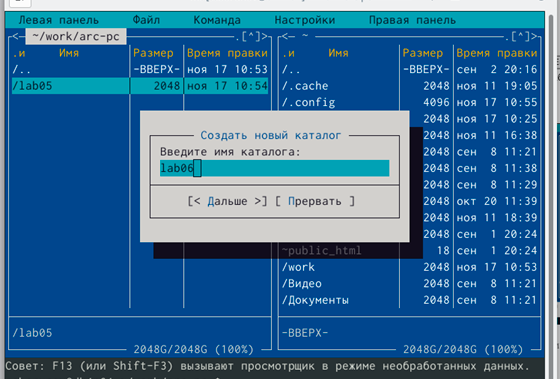 Левая панель Файл Команда Настройки Правая панель
<— ~/work/arc-pc .[^]> <— ~ .[^]>
.и Имя Размер Время правки .и Имя Размер Время правки
/.. -ВВЕРХ- ноя 17 10:53 /.. -ВВЕРХ- сен 2 20:16
/lab05 2048 ноя 17 10:54 /.cache 2048 ноя 11 19:05
/.config 4096 ноя 17 10:55
2048 ноя 17 10:25
Создать новый каталог 2048 ноя 11 16:38
Введите имя каталога: 2048 сен 8 11:21
lab06 2048 сен 8 11:38
2048 сен 8 11:29
[< Дальше >] [ Прервать ] 2048 окт 20 11:39
2048 ноя 11 18:39
2048 сен 1 20:24
~public_html 18 сен 1 20:24
/work 2048 ноя 17 10:53
/Видео 2048 сен 8 11:21
/Документы 2048 сен 8 11:21
/lab05 -ВВЕРХ-
2048G/2048G (100%) 2048G/2048G (100%)
Совет: F13 (или Shift-F3) вызывают просмотрщик в режиме необработанных данных.